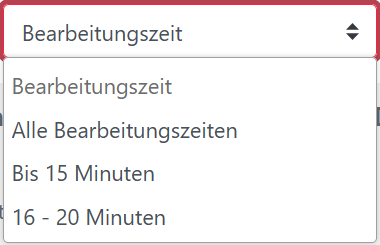 Bearbeitungszeit
Bearbeitungszeit
Alle Bearbeitungszeiten
Bis 15 Minuten
16 - 20 Minuten